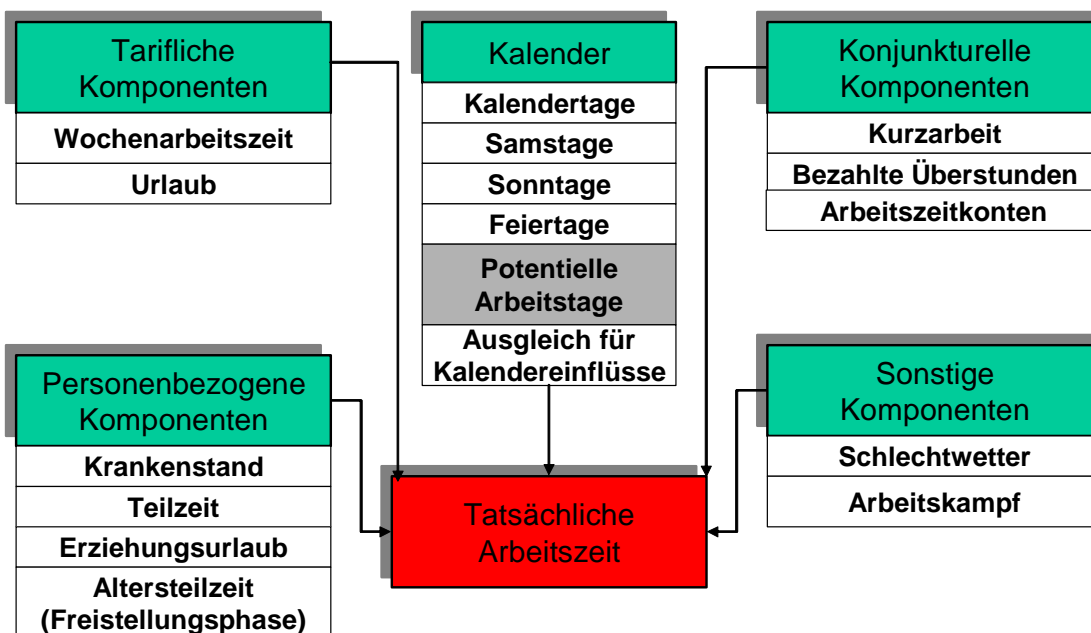 Tarifliche
Komponenten
Wochenarbeitszeit
Urlaub
Kalender
Kalendertage
Samstage
Sonntage
Feiertage
Potentielle
Arbeitstage
Ausgleich für
Kalendereinflüsse
Konjunkturelle
Komponenten
Kurzarbeit
Bezahlte Überstunden
Arbeitszeitkonten
Personenbezogene
Komponenten
Krankenstand
Teilzeit
Erziehungsurlaub
Altersteilzeit
(Freistellungsphase)
Tatsächliche
Arbeitszeit
Sonstige
Komponenten
Schlechtwetter
Arbeitskampf